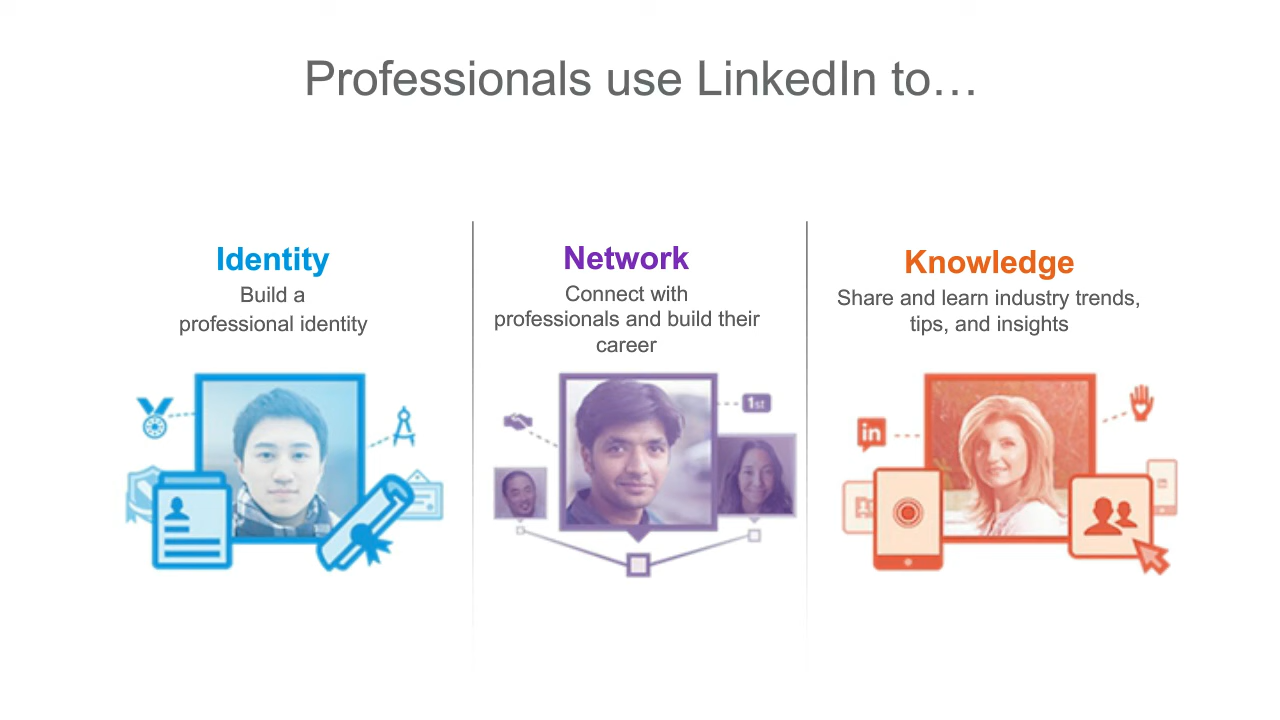 Professionals use LinkedIn to…
Identity
Build a
professional identity
Network
Connect with
professionals and build their
career
1st
Knowledge
Share and learn industry trends,
tips, and insights
in